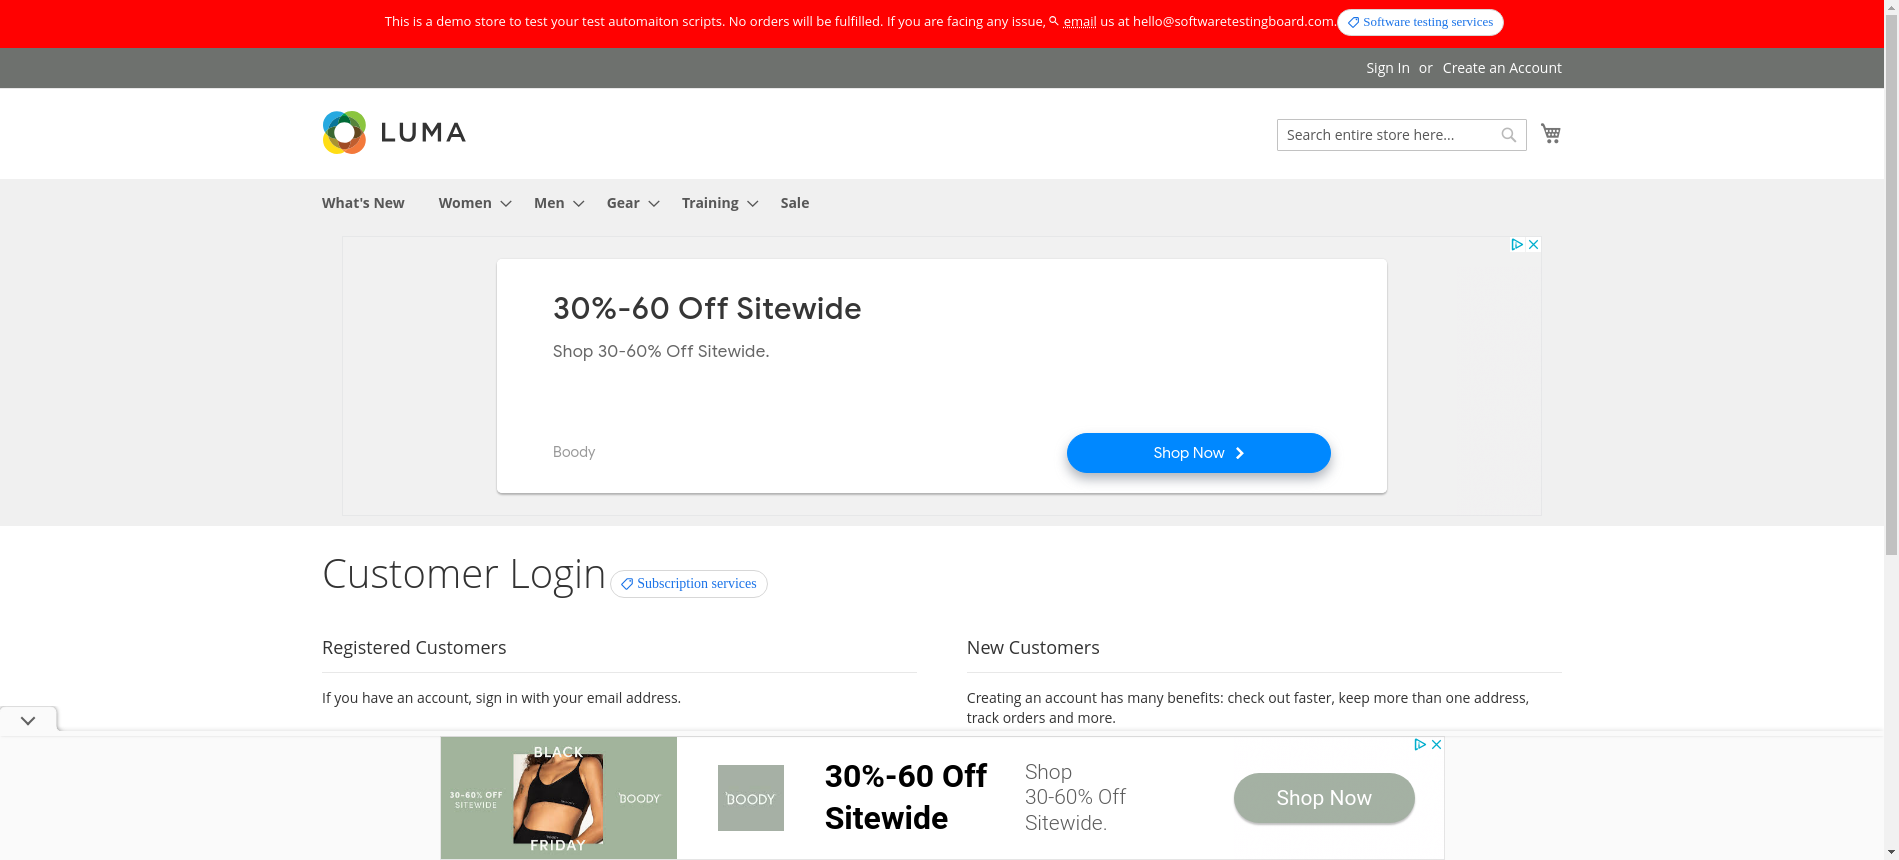 This is a demo store to test your test automaiton scripts. No orders will be fulfilled. If you are facing any issue, email us at hello@softwaretestingboard.com. Software testing services
Sign In or Create an Account
LUMA
Search entire store here...
What's New Women Men Gear Training Sale
30%-60 Off Sitewide
Shop 30-60% Off Sitewide.
Boody
Shop Now
Customer Login Subscription services
Registered Customers
If you have an account, sign in with your email address.
New Customers
Creating an account has many benefits: check out faster, keep more than one address,
track orders and more.
BLACK
30-60% OFF
SITEWIDE
BOODY
FRIDAY
BOODY
30%-60 Off
Sitewide
Shop
30-60% Off
Sitewide.
Shop Now